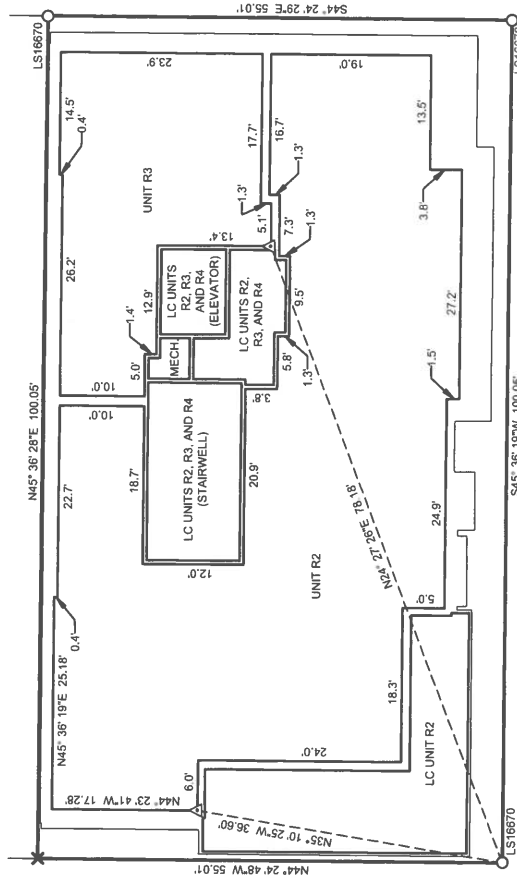 N45° 36' 28"E  100.05'
S44° 24' 29"E  55.01'
LS16670
22.7'
26.2'
14.5'
0.4'
0.4'
N45° 36' 19"E  25.18'
10.0'
10.0'
UNIT R3
23.9'
18.7'
5.0'
1.4'
12.9'
LC UNITS
R2, R3,
AND R4
(ELEVATOR)
MECH.
13.4'
LC UNITS R2, R3, AND R4
(STAIRWELL)
12.0'
20.9'
LC UNITS R2,
R3, AND R4
3.8'
5.8'
1.3'
9.5'
5.1'
1.3'
7.3'
1.3'
17.7'
16.7'
1.3'
19.0'
N44° 23' 41"W  17.28'
6.0'
UNIT R2
N24° 27' 26"E  78.18'
24.0'
18.3'
5.0'
24.9'
1.5'
27.2'
3.8'
13.5'
N35° 10' 25"W
36.60'
LC UNIT R2
N44° 24' 48"W  55.01'
LS16670
S45° 36' 19"W  100.05'
LS16670